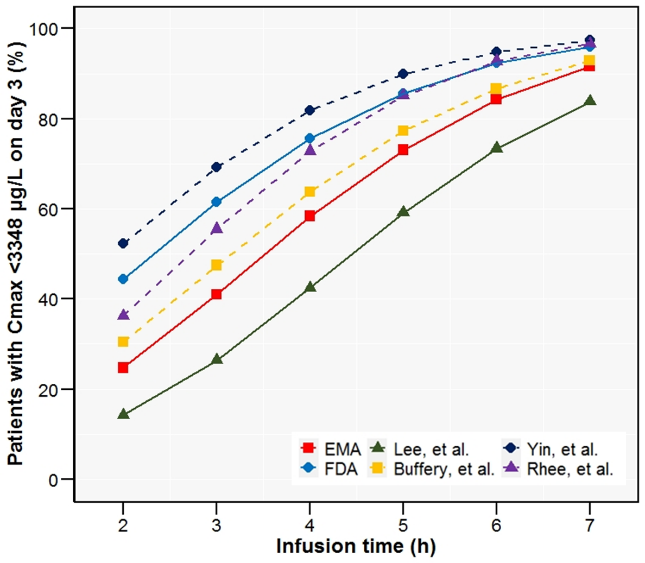 Patients with Cmax <3348 µg/L on day 3 (%)
100
80
60
40
20
0
EMA Lee, et al. Yin, et al.
FDA Buffery, et al. Rhee, et al.
2 3 4 5 6 7
Infusion time (h)